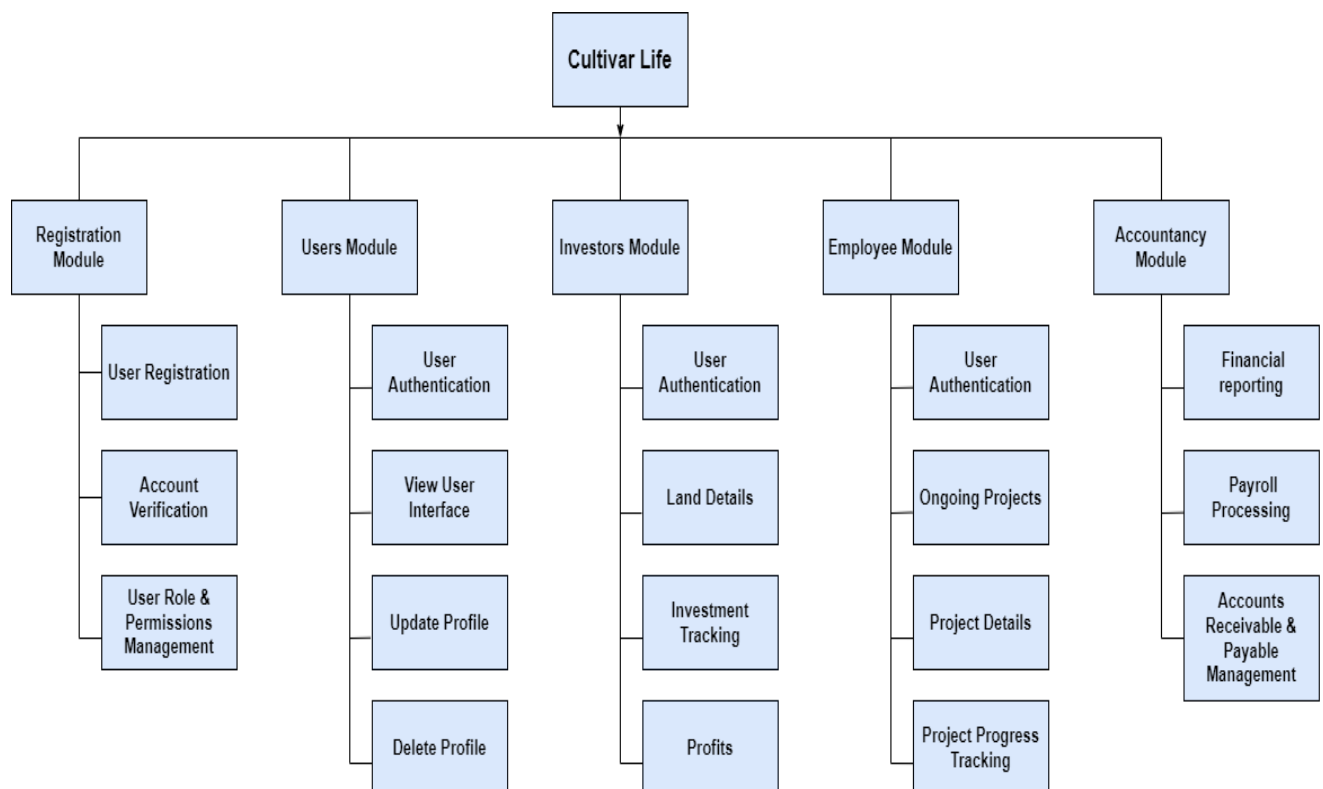 Cultivar Life
Registration
Module
Users Module
Investors Module
Employee Module
Accountancy
Module
User Registration
Account
Verification
User Role &
Permissions
Management
User
Authentication
View User
Interface
Update Profile
Delete Profile
User
Authentication
Land Details
Investment
Tracking
Profits
User
Authentication
Ongoing Projects
Project Details
Project Progress
Tracking
Financial
reporting
Payroll
Processing
Accounts
Receivable &
Payable
Management